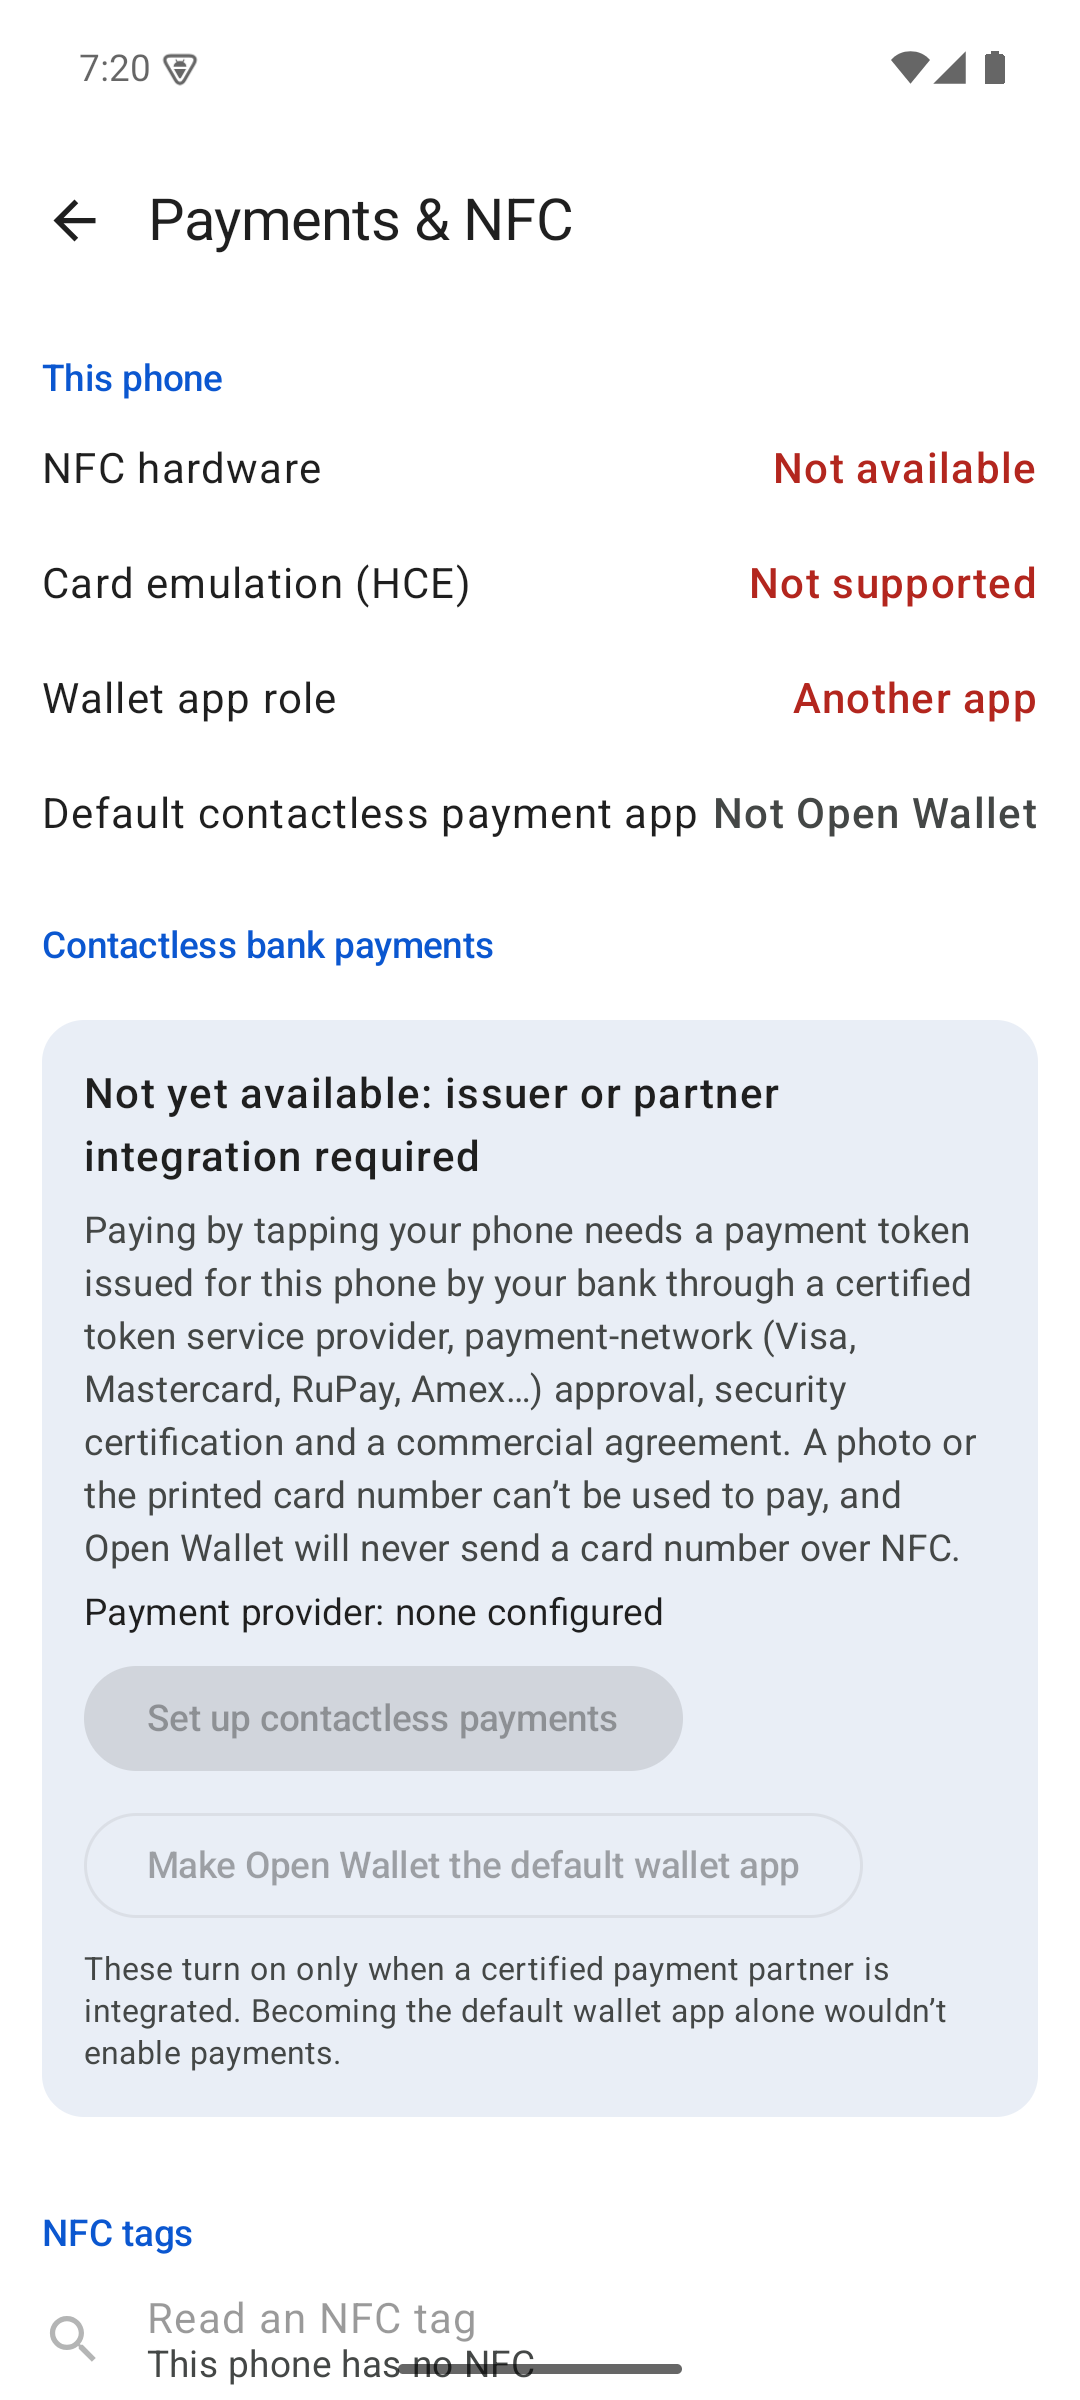 7:20
Payments & NFC
This phone
NFC hardware Not available
Card emulation (HCE) Not supported
Wallet app role Another app
Default contactless payment app Not Open Wallet
Contactless bank payments
Not yet available: issuer or partner
integration required
Paying by tapping your phone needs a payment token
issued for this phone by your bank through a certified
token service provider, payment-network (Visa,
Mastercard, RuPay, Amex…) approval, security
certification and a commercial agreement. A photo or
the printed card number can’t be used to pay, and
Open Wallet will never send a card number over NFC.
Payment provider: none configured
Set up contactless payments
Make Open Wallet the default wallet app
These turn on only when a certified payment partner is
integrated. Becoming the default wallet app alone wouldn’t
enable payments.
NFC tags
Read an NFC tag
This phone has no NFC